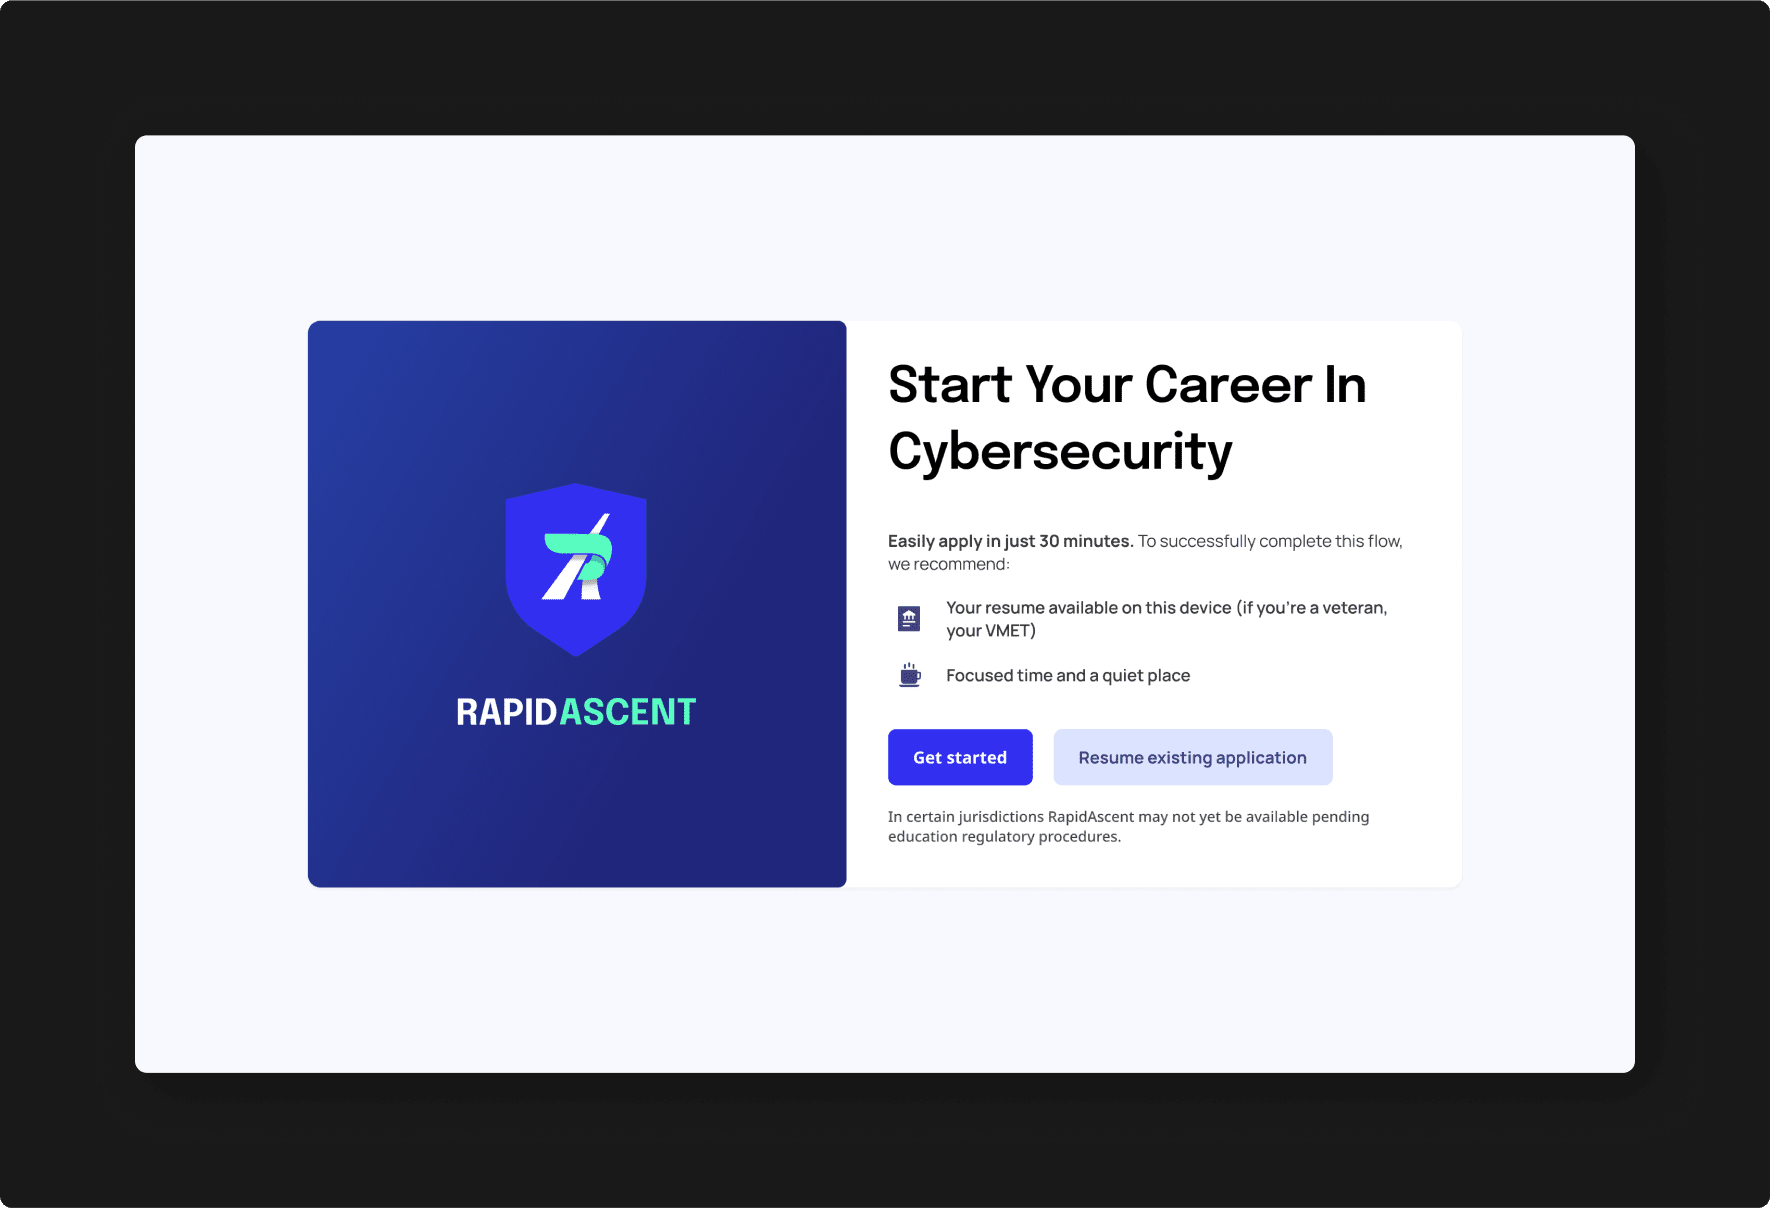 RAPIDASCENT
Start Your Career In
Cybersecurity
Easily apply in just 30 minutes. To successfully complete this flow,
we recommend:
Your resume available on this device (if you're a veteran,
your VMET)
Focused time and a quiet place
Get started
Resume existing application
In certain jurisdictions RapidAscent may not yet be available pending
education regulatory procedures.